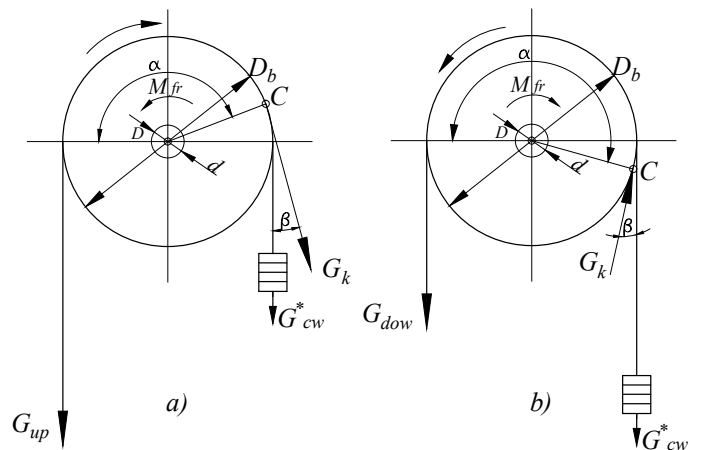 α
D_b
M_fr
C
D
d
β
G_k
G*_cw
G_up
a)
α
D_b
M_fr
D
d
C
β
G_k
G_dow
G*_cw
b)